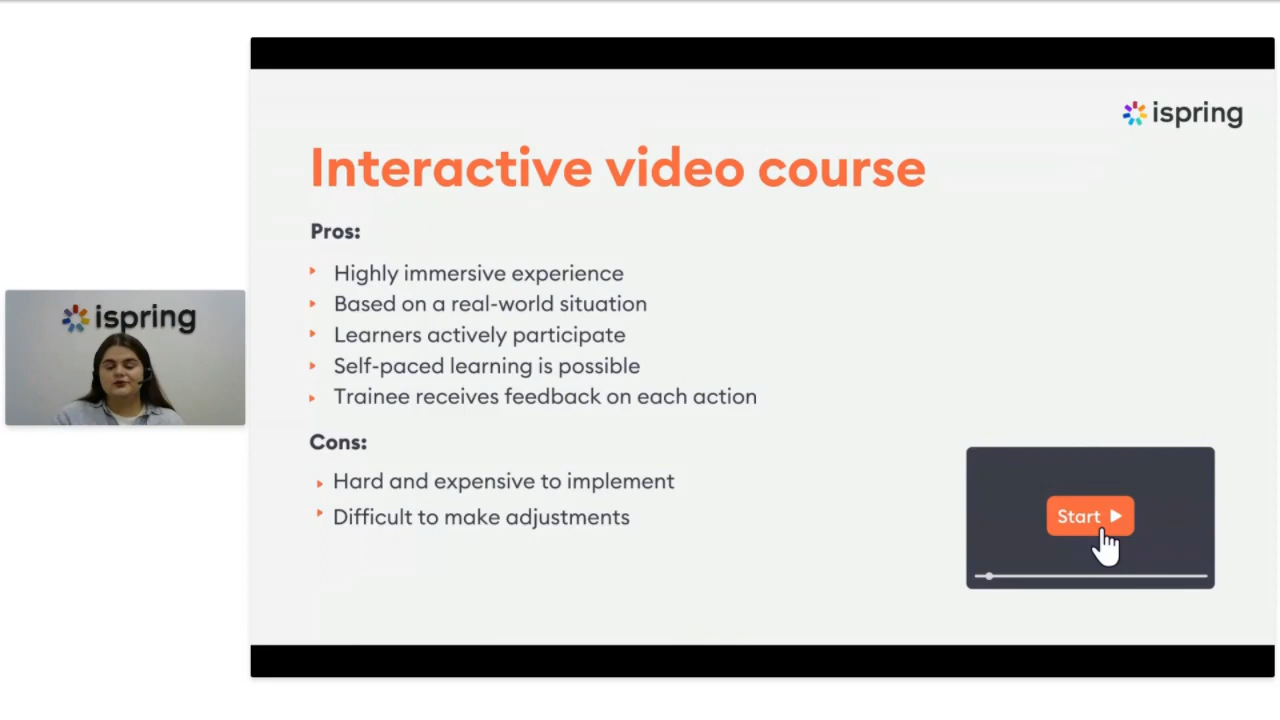 ispring
Interactive video course
Pros:
Highly immersive experience
Based on a real-world situation
Learners actively participate
Self-paced learning is possible
Trainee receives feedback on each action
Cons:
Hard and expensive to implement
Difficult to make adjustments
Start
ispring